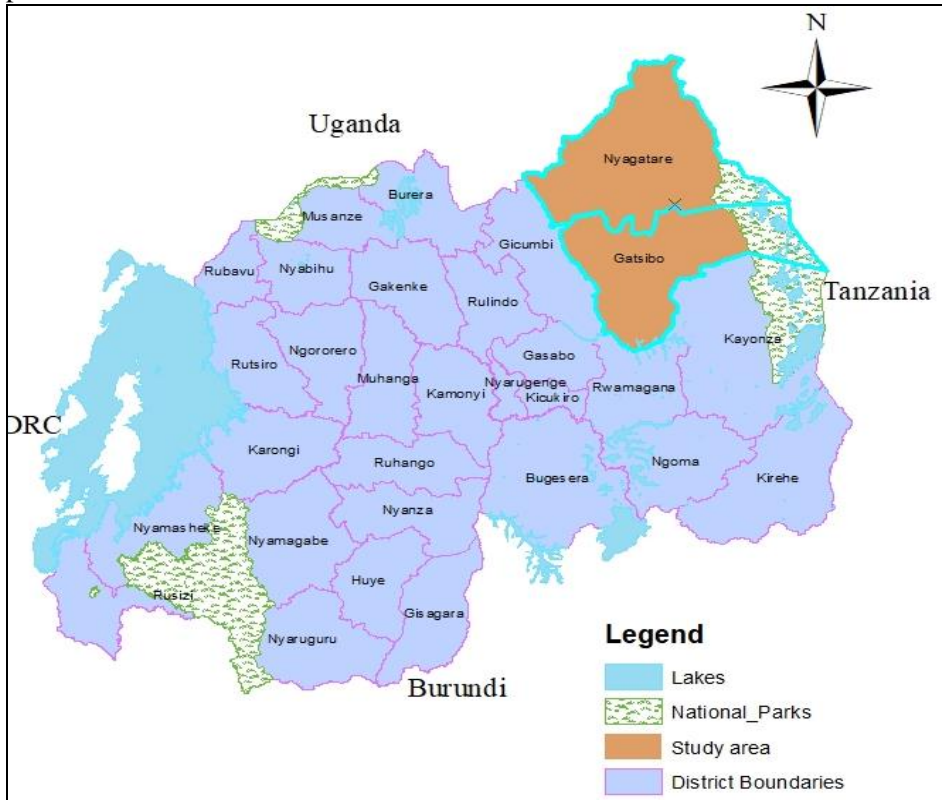 N
Uganda
Nyagatare
Burera
Musanze
Gicumbi
Gatsibo
Rubavu
Nyabihu
Gakenke
Rulindo
Tanzania
Kayonza
Gasabo
Rutsiro
Ngororero
Muhanga
Kamonyi
Nyarugenge
Kicukiro
Rwamagana
DRC
Karongi
Ruhango
Bugesera
Ngoma
Kirehe
Nyanza
Nyamasheke
Nyamagabe
Huye
Rusizi
Gisagara
Nyaruguru
Burundi
Legend
Lakes
National_Parks
Study area
District Boundaries